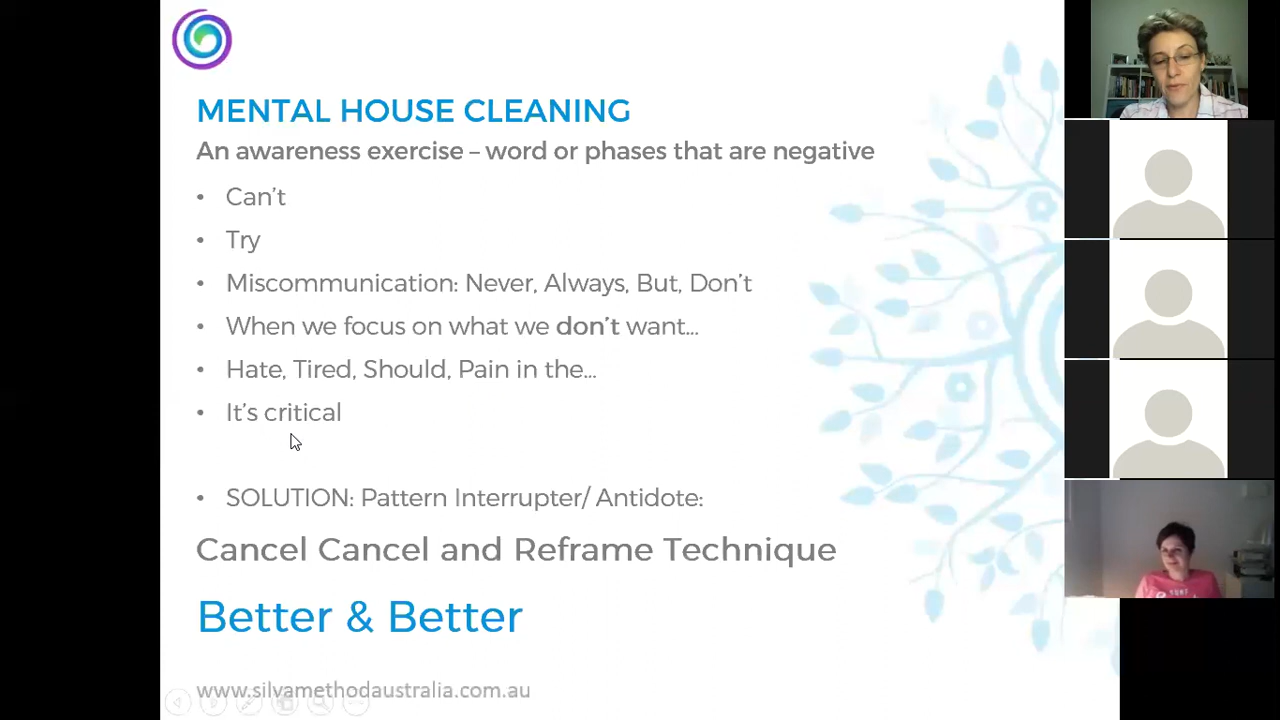 MENTAL HOUSE CLEANING
An awareness exercise – word or phases that are negative
• Can't
• Try
• Miscommunication: Never, Always, But, Don't
• When we focus on what we don't want...
• Hate, Tired, Should, Pain in the...
• It's critical
• SOLUTION: Pattern Interrupter/ Antidote:
Cancel Cancel and Reframe Technique
Better & Better
www.silvamethodaustralia.com.au